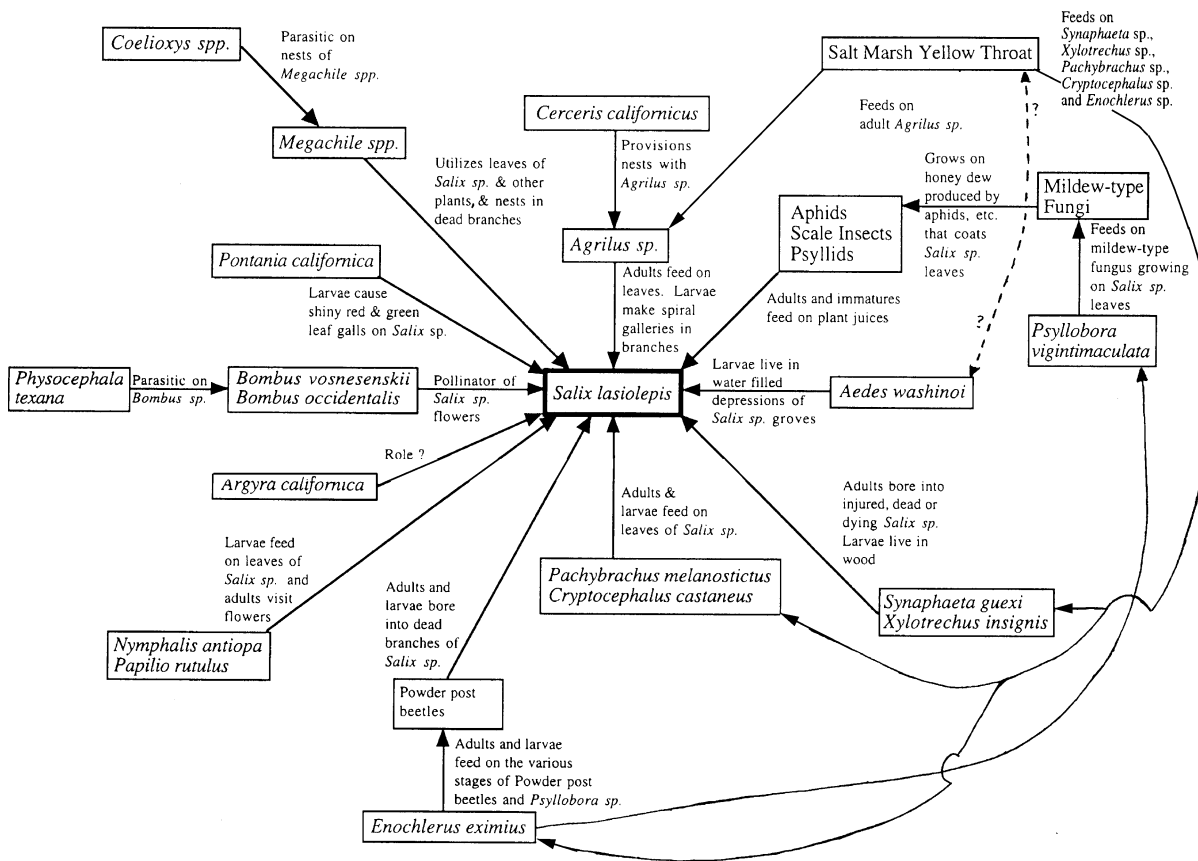 Coelioxys spp.
Parasitic on
nests of
Megachile spp.
Megachile spp.
Utilizes leaves of
Salix sp. & other
plants, & nests in
dead branches
Cerceris californicus
Provisions
nests with
Agrilus sp.
Agrilus sp.
Adults feed on
leaves. Larvae
make spiral
galleries in
branches
Salt Marsh Yellow Throat
Feeds on
adult Agrilus sp.
Feeds on
Synaphaeta sp.,
Xylotrechus sp.,
Pachybrachus sp.,
Cryptocephalus sp.
and Enochlerus sp.
?
Grows on
honey dew
produced by
aphids, etc.
that coats
Salix sp.
leaves
Mildew-type
Fungi
Aphids
Scale Insects
Psyllids
Adults and immatures
feed on plant juices
Feeds on
mildew-type
fungus growing
on Salix sp.
leaves
Psyllobora
vigintimaculata
?
Pontania californica
Larvae cause
shiny red & green
leaf galls on Salix sp.
Physocephala
texana
Parasitic on
Bombus sp.
Bombus vosnesenskii
Bombus occidentalis
Pollinator of
Salix sp.
flowers
Salix lasiolepis
Larvae live in
water filled
depressions of
Salix sp. groves
Aedes washinoi
Role ?
Argyra californica
Larvae feed
on leaves of
Salix sp. and
adults visit
flowers
Nymphalis antiopa
Papilio rutulus
Adults and
larvae bore
into dead
branches of
Salix sp.
Powder post
beetles
Adults &
larvae feed on
leaves of Salix sp.
Pachybrachus melanostictus
Cryptocephalus castaneus
Adults bore into
injured, dead or
dying Salix sp.
Larvae live in
wood
Synaphaeta guexi
Xylotrechus insignis
Adults and larvae
feed on the various
stages of Powder post
beetles and Psyllobora sp.
Enochlerus eximius